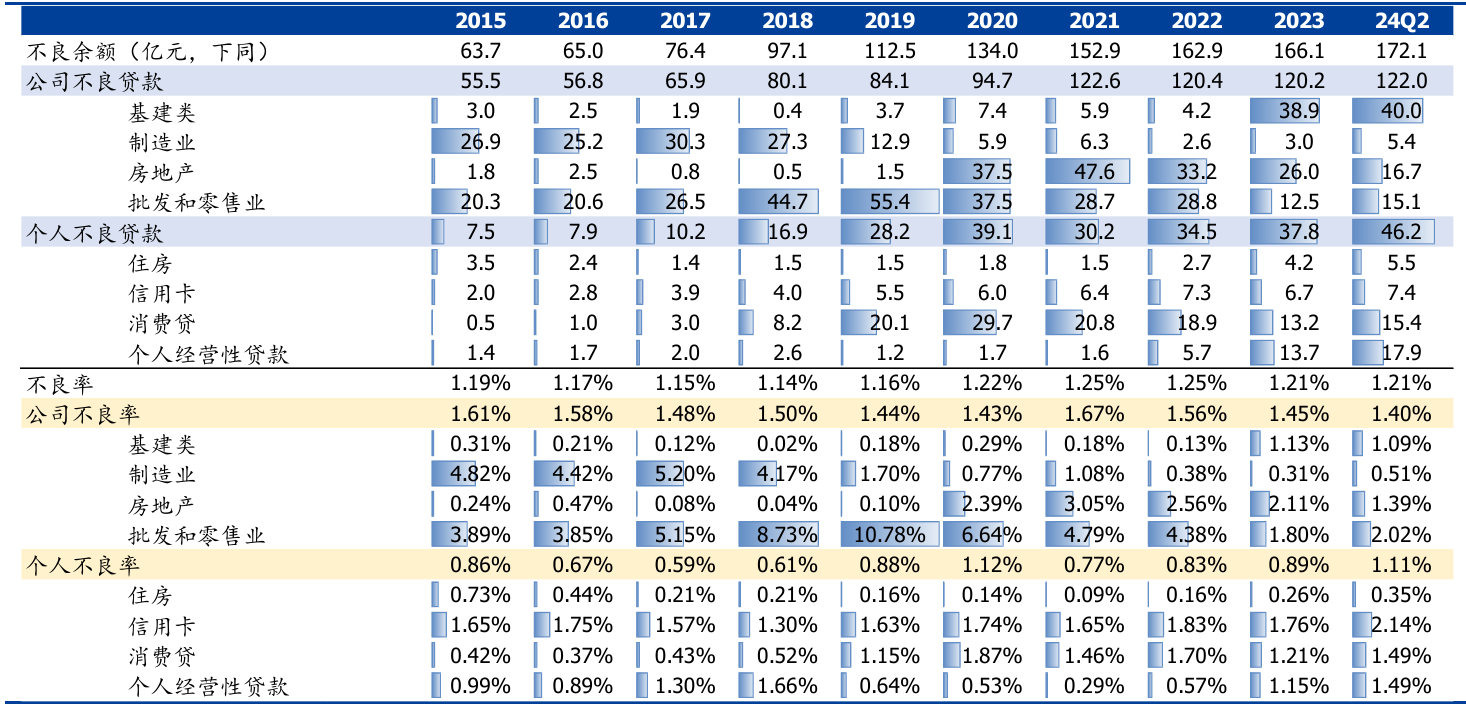 2015 2016 2017 2018 2019 2020 2021 2022 2023 24Q2
不良余额（亿元，下同） 63.7 65.0 76.4 97.1 112.5 134.0 152.9 162.9 166.1 172.1
公司不良贷款 55.5 56.8 65.9 80.1 84.1 94.7 122.6 120.4 120.2 122.0
基建类 3.0 2.5 1.9 0.4 3.7 7.4 5.9 4.2 38.9 40.0
制造业 26.9 25.2 30.3 27.3 12.9 5.9 6.3 2.6 3.0 5.4
房地产 1.8 2.5 0.8 0.5 1.5 37.5 47.6 33.2 26.0 16.7
批发和零售业 20.3 20.6 26.5 44.7 55.4 37.5 28.7 28.8 12.5 15.1
个人不良贷款 7.5 7.9 10.2 16.9 28.2 39.1 30.2 34.5 37.8 46.2
住房 3.5 2.4 1.4 1.5 1.5 1.8 1.5 2.7 4.2 5.5
信用卡 2.0 2.8 3.9 4.0 5.5 6.0 6.4 7.3 6.7 7.4
消费贷 0.5 1.0 3.0 8.2 20.1 29.7 20.8 18.9 13.2 15.4
个人经营性贷款 1.4 1.7 2.0 2.6 1.2 1.7 1.6 5.7 13.7 17.9
不良率 1.19% 1.17% 1.15% 1.14% 1.16% 1.22% 1.25% 1.25% 1.21% 1.21%
公司不良率 1.61% 1.58% 1.48% 1.50% 1.44% 1.43% 1.67% 1.56% 1.45% 1.40%
基建类 0.31% 0.21% 0.12% 0.02% 0.18% 0.29% 0.18% 0.13% 1.13% 1.09%
制造业 4.82% 4.42% 5.20% 4.17% 1.70% 0.77% 1.08% 0.38% 0.31% 0.51%
房地产 0.24% 0.47% 0.08% 0.04% 0.10% 2.39% 3.05% 2.56% 2.11% 1.39%
批发和零售业 3.89% 3.85% 5.15% 8.73% 10.78% 6.64% 4.79% 4.38% 1.80% 2.02%
个人不良率 0.86% 0.67% 0.59% 0.61% 0.88% 1.12% 0.77% 0.83% 0.89% 1.11%
住房 0.73% 0.44% 0.21% 0.21% 0.16% 0.14% 0.09% 0.16% 0.26% 0.35%
信用卡 1.65% 1.75% 1.57% 1.30% 1.63% 1.74% 1.65% 1.83% 1.76% 2.14%
消费贷 0.42% 0.37% 0.43% 0.52% 1.15% 1.87% 1.46% 1.70% 1.21% 1.49%
个人经营性贷款 0.99% 0.89% 1.30% 1.66% 0.64% 0.53% 0.29% 0.57% 1.15% 1.49%